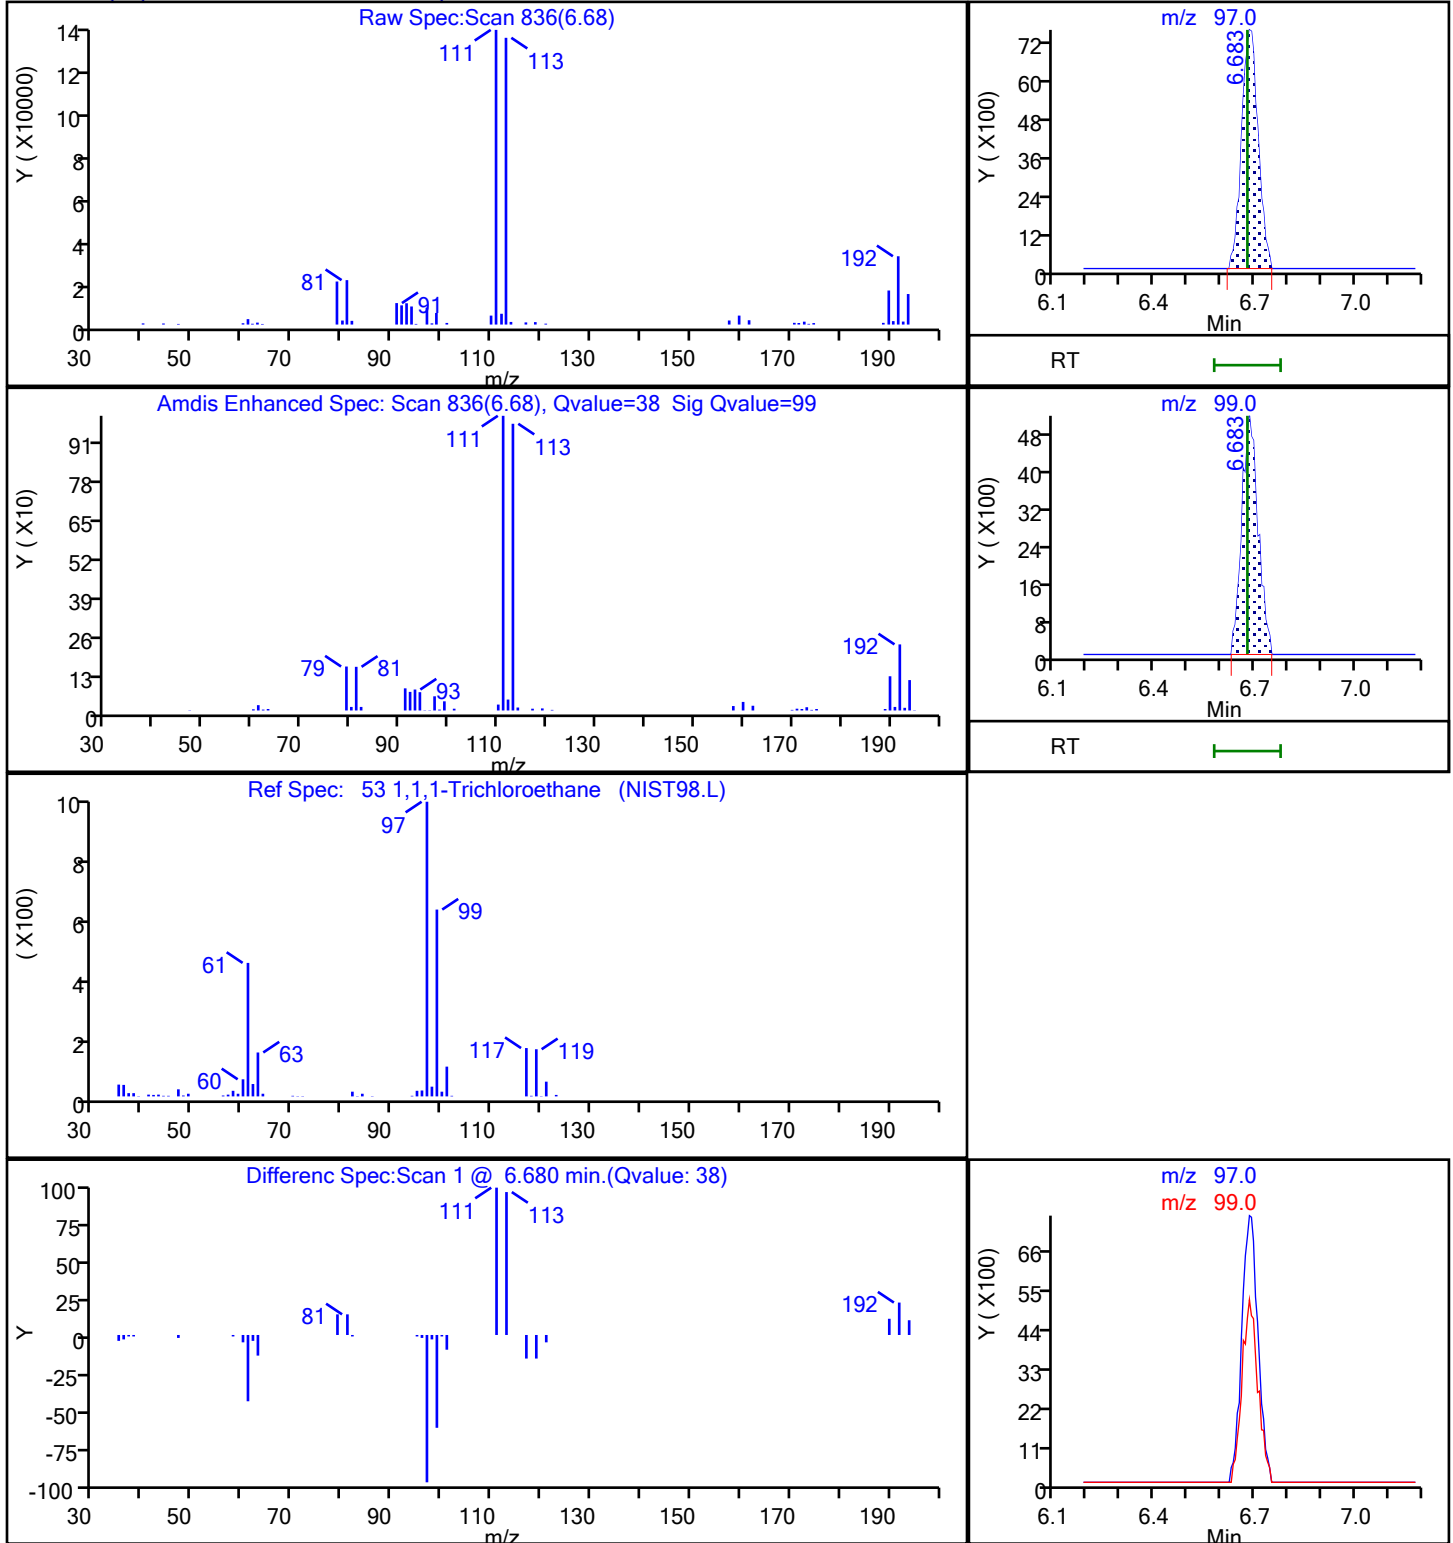 Raw Spec:Scan 836(6.68)
14
12
10
8
6
4
2
0
Y ( X10000)
111
113
81
91
192
30 50 70 90 110 130 150 170 190
m/z
m/z 97.0
72
60
48
36
24
12
0
Y ( X100)
6.683
6.1 6.4 6.7 7.0
Min
RT
Amdis Enhanced Spec: Scan 836(6.68), Qvalue=38 Sig Qvalue=99
91
78
65
52
39
26
13
0
Y ( X10)
111
113
79
81
93
192
30 50 70 90 110 130 150 170 190
m/z
m/z 99.0
48
40
32
24
16
8
0
Y ( X100)
6.683
6.1 6.4 6.7 7.0
Min
RT
Ref Spec: 53 1,1,1-Trichloroethane (NIST98.L)
10
8
6
4
2
0
( X100)
97
99
61
63
60
117
119
30 50 70 90 110 130 150 170 190
Differenc Spec:Scan 1 @ 6.680 min.(Qvalue: 38)
100
75
50
25
0
-25
-50
-75
-100
Y
111
113
81
192
30 50 70 90 110 130 150 170 190
m/z
m/z 97.0
m/z 99.0
66
55
44
33
22
11
0
Y ( X100)
6.1 6.4 6.7 7.0
Min